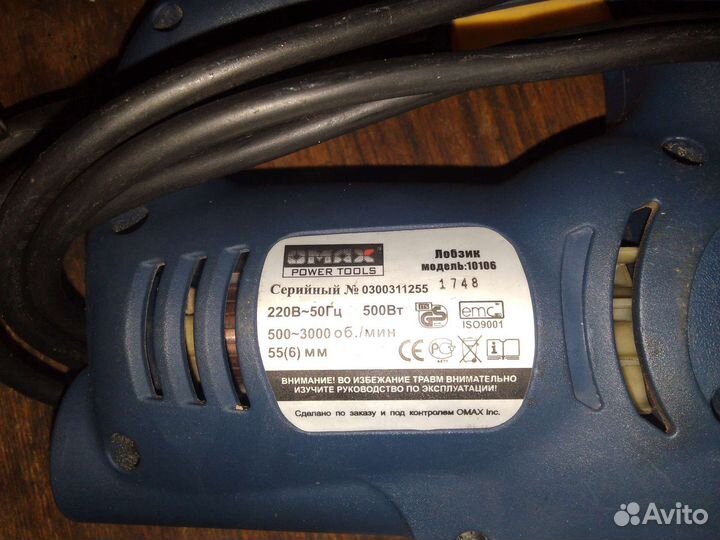 OMAX
POWER TOOLS
Лобзик
модель:10106
Серийный № 0300311255 1748
220В~50Гц 500Вт
500~3000 об./мин
55(6) мм
emc
ISO9001
CE
ВНИМАНИЕ! ВО ИЗБЕЖАНИЕ ТРАВМ ВНИМАТЕЛЬНО
ИЗУЧИТЕ РУКОВОДСТВО ПО ЭКСПЛУАТАЦИИ!
Сделано по заказу и под контролем OMAX Inc.
Avito